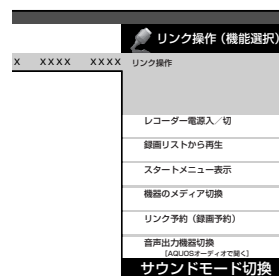 リンク操作（機能選択）
X XXXX XXXX リンク操作
レコーダー電源入／切
録画リストから再生
スタートメニュー表示
機器のメディア切換
リンク予約（録画予約）
音声出力機器切換
［AQUOSオーディオで聞く］
サウンドモード切換